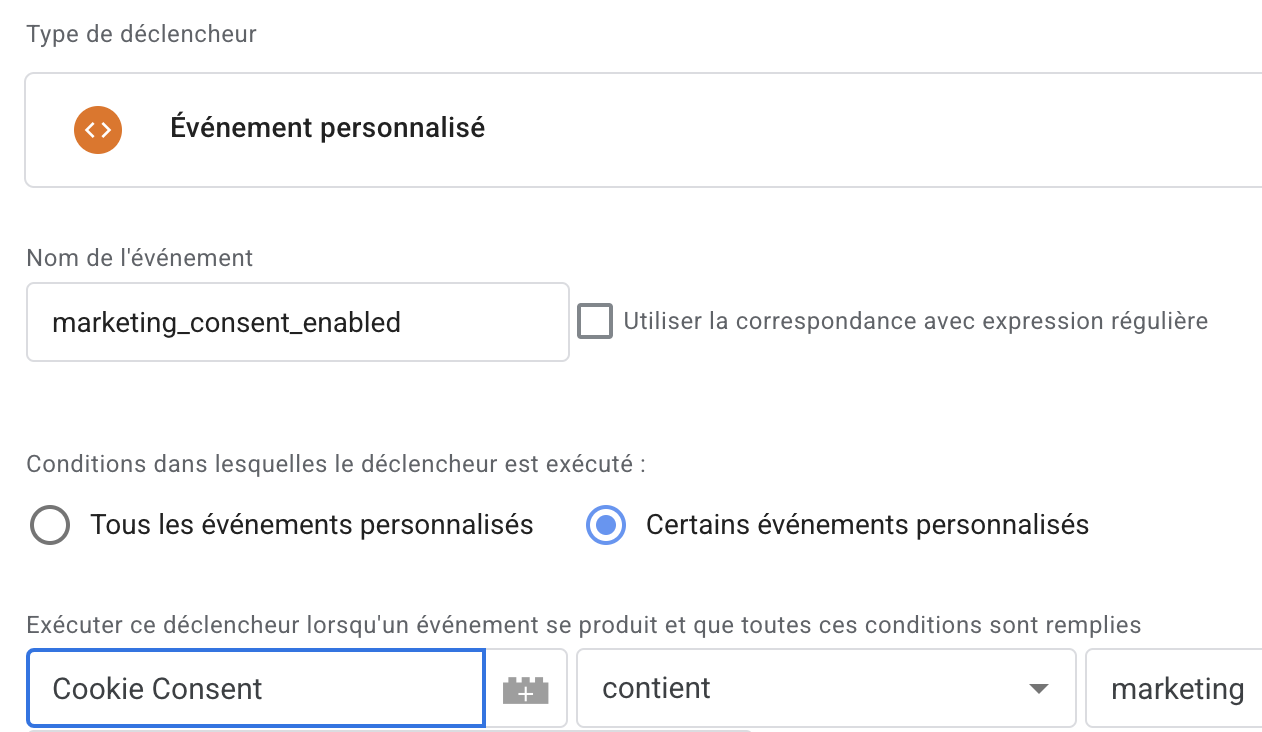 Type de déclencheur
Événement personnalisé
Nom de l'événement
marketing_consent_enabled
Utiliser la correspondance avec expression régulière
Conditions dans lesquelles le déclencheur est exécuté :
Tous les événements personnalisés
Certains événements personnalisés
Exécuter ce déclencheur lorsqu'un événement se produit et que toutes ces conditions sont remplies
Cookie Consent
contient
marketing